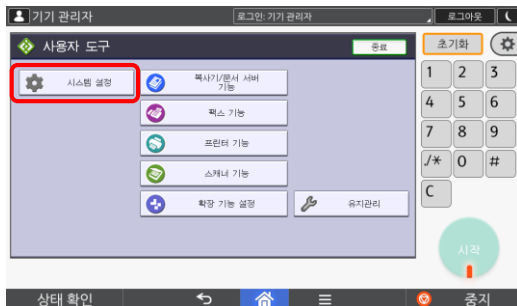 기기 관리자
로그인: 기기 관리자
로그아웃
사용자 도구
종료
초기화
시스템 설정
복사기/문서 서버
기능
팩스 기능
프린터 기능
스캐너 기능
확장 기능 설정
유지관리
1 2 3
4 5 6
7 8 9
./* 0 #
C
시작
상태 확인
중지